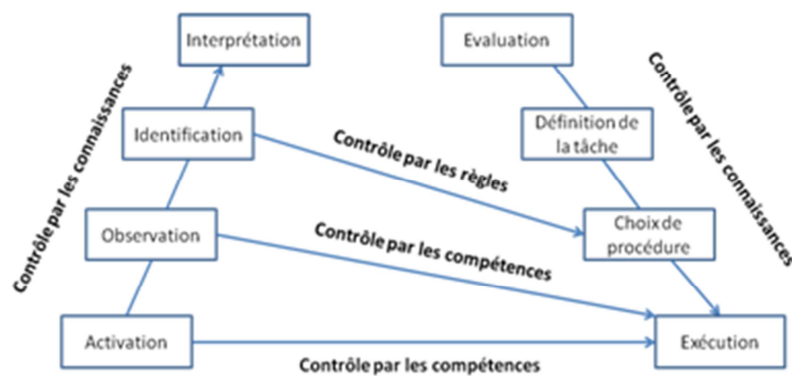 Interprétation
Evaluation
Contrôle par les connaissances
Contrôle par les connaissances
Identification
Contrôle par les règles
Définition de
la tâche
Observation
Contrôle par les compétences
Choix de
procédure
Activation
Exécution
Contrôle par les compétences